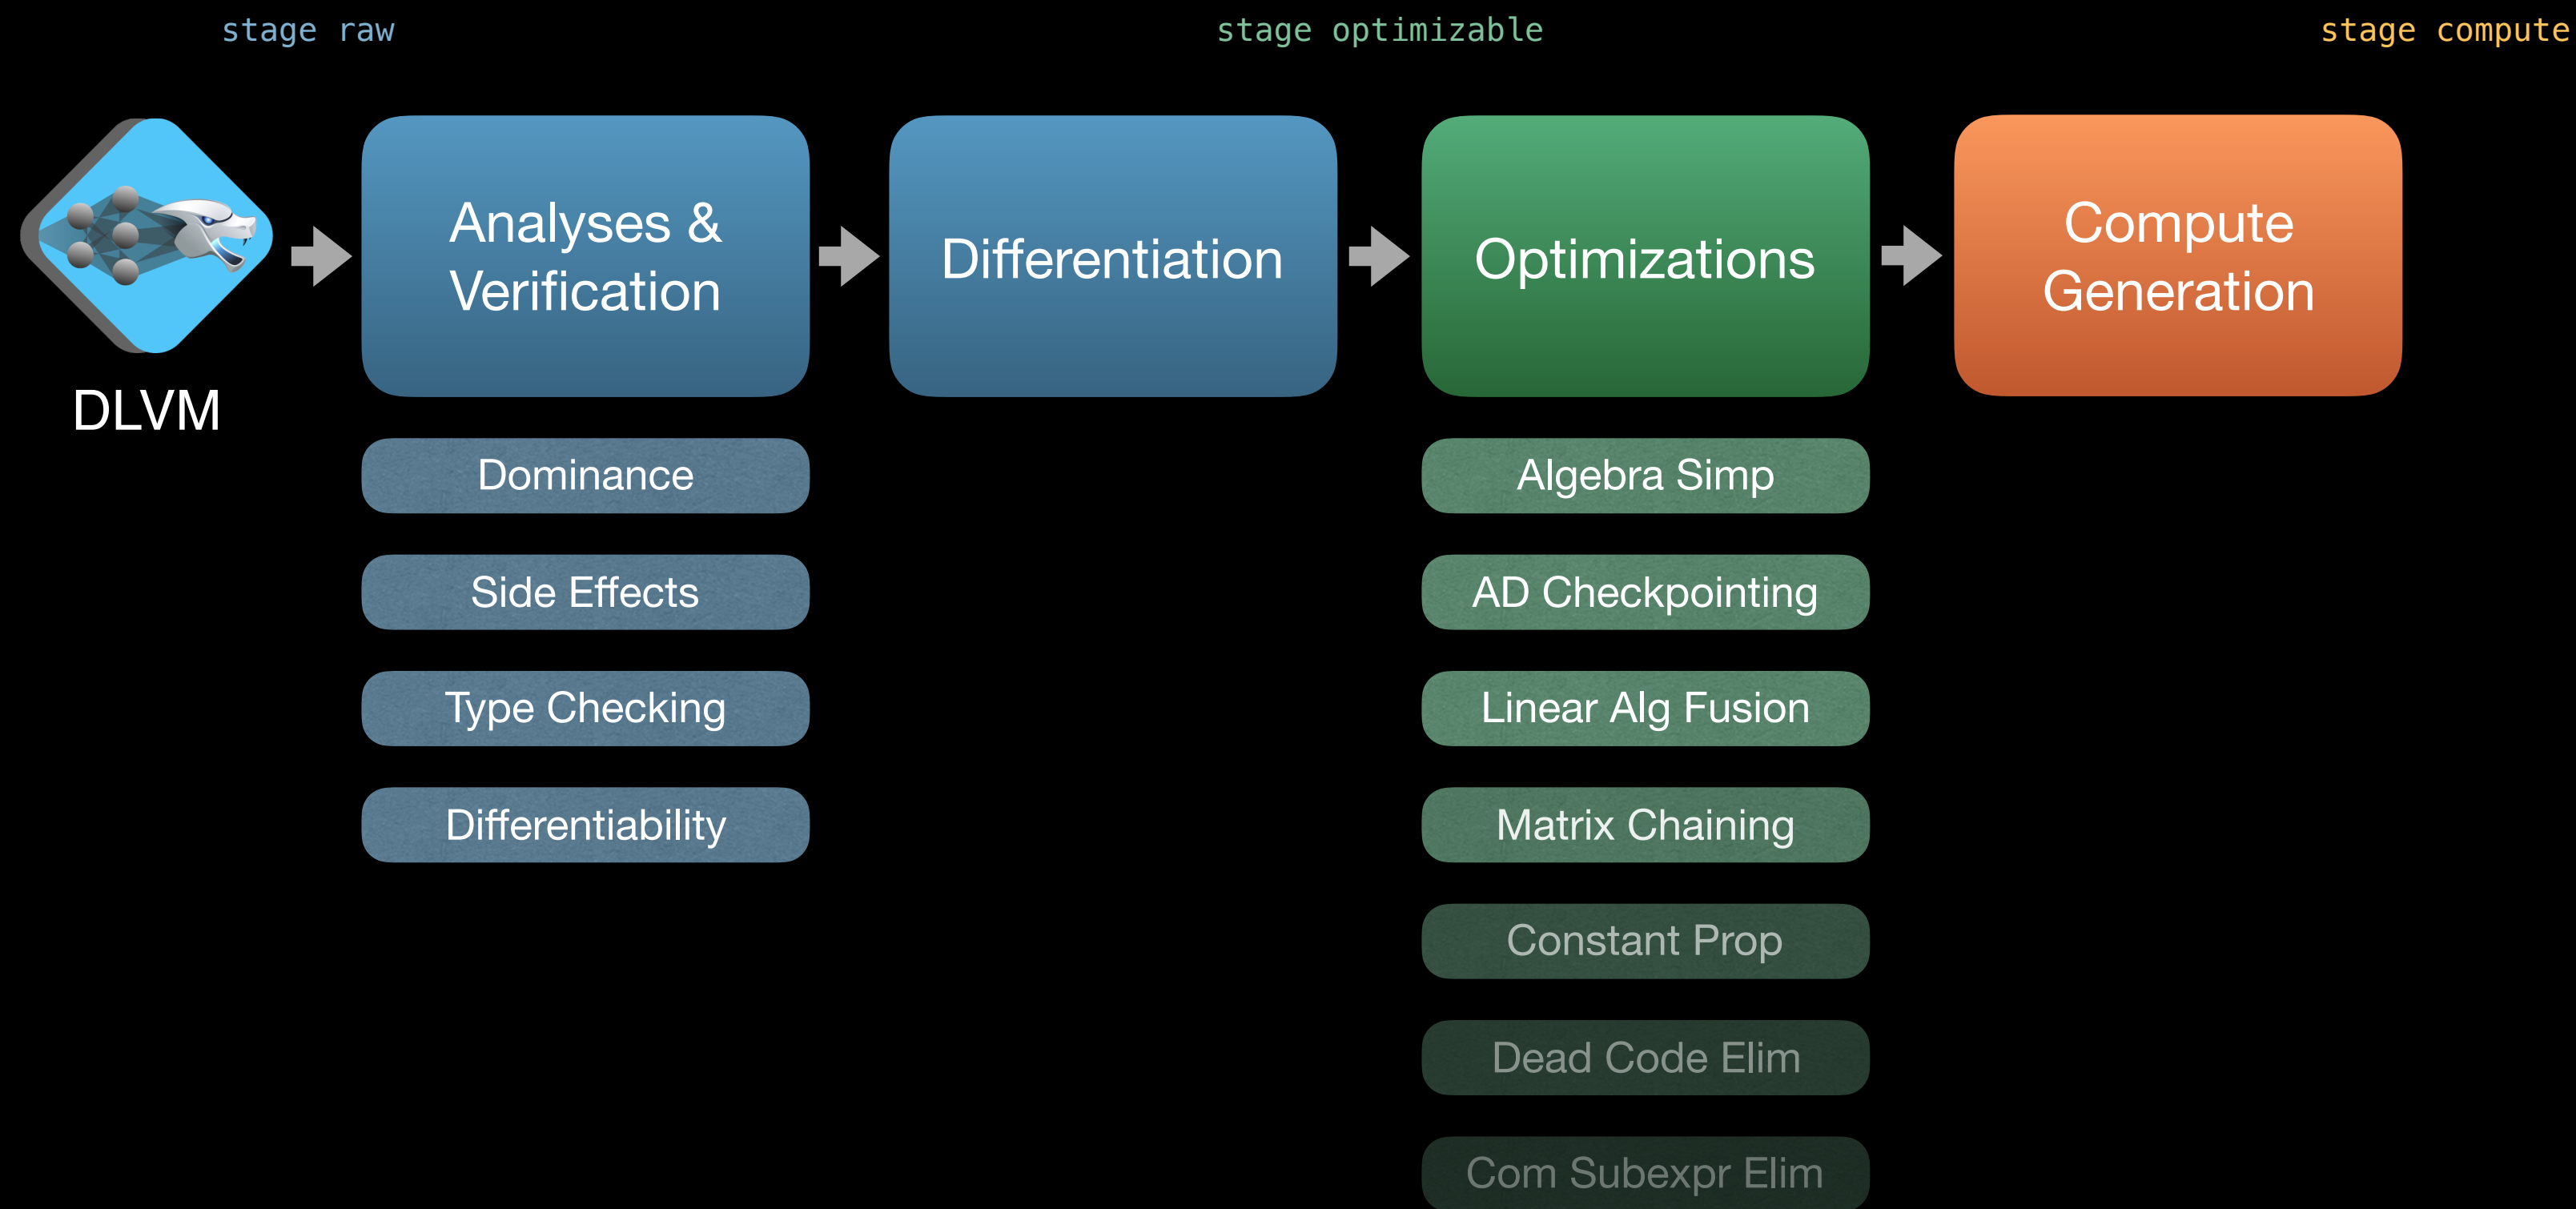 stage raw
stage optimizable
stage compute
DLVM
Analyses &
Verification
Differentiation
Optimizations
Compute
Generation
Dominance
Side Effects
Type Checking
Differentiability
Algebra Simp
AD Checkpointing
Linear Alg Fusion
Matrix Chaining
Constant Prop
Dead Code Elim
Com Subexpr Elim